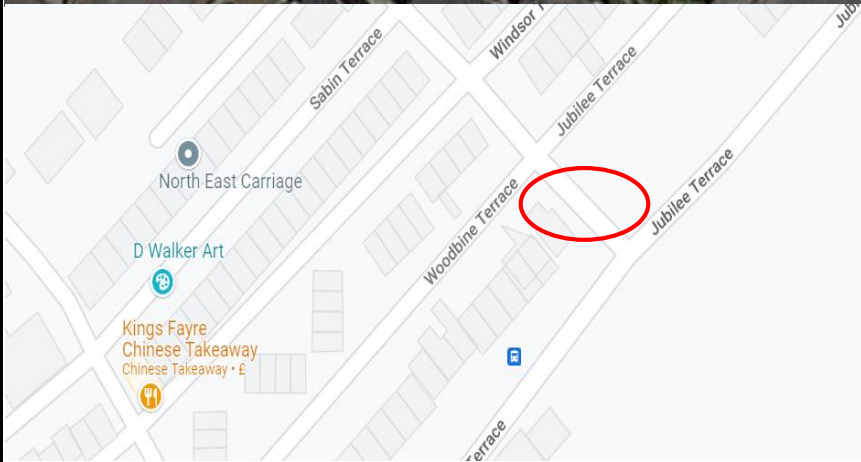 Jubi
Windsor T
Sabin Terrace
Jubilee Terrace
North East Carriage
Jubilee Terrace
Woodbine Terrace
D Walker Art
Kings Fayre
Chinese Takeaway
Chinese Takeaway • £
Terrace